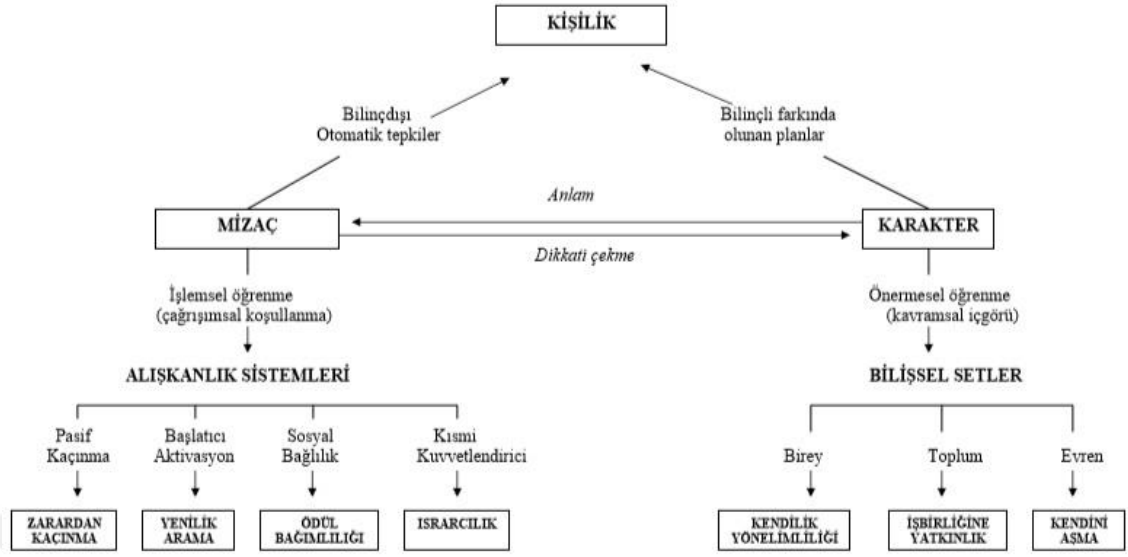 KİŞİLİK
Bilinçdışı
Otomatik tepkiler
Bilinçli farkında
olunan planlar
Anlam
MİZAÇ
KARAKTER
Dikkati çekme
İşlemsel öğrenme
(çağrışımsal koşullanma)
Önermesel öğrenme
(kavramsal içgörü)
ALIŞKANLIK SİSTEMLERİ
BİLİŞSEL SETLER
Pasif
Kaçınma
Başlatıcı
Aktivasyon
Sosyal
Bağlılık
Kısmi
Kuvvetlendirici
Birey
Toplum
Evren
ZARARDAN
KAÇINMA
YENİLİK
ARAMA
ÖDÜL
BAĞIMLILIĞI
ISRARCILIK
KENDİLİK
YÖNELİMLİLİĞİ
İŞBİRLİĞİNE
YATKINLIK
KENDİNİ
AŞMA